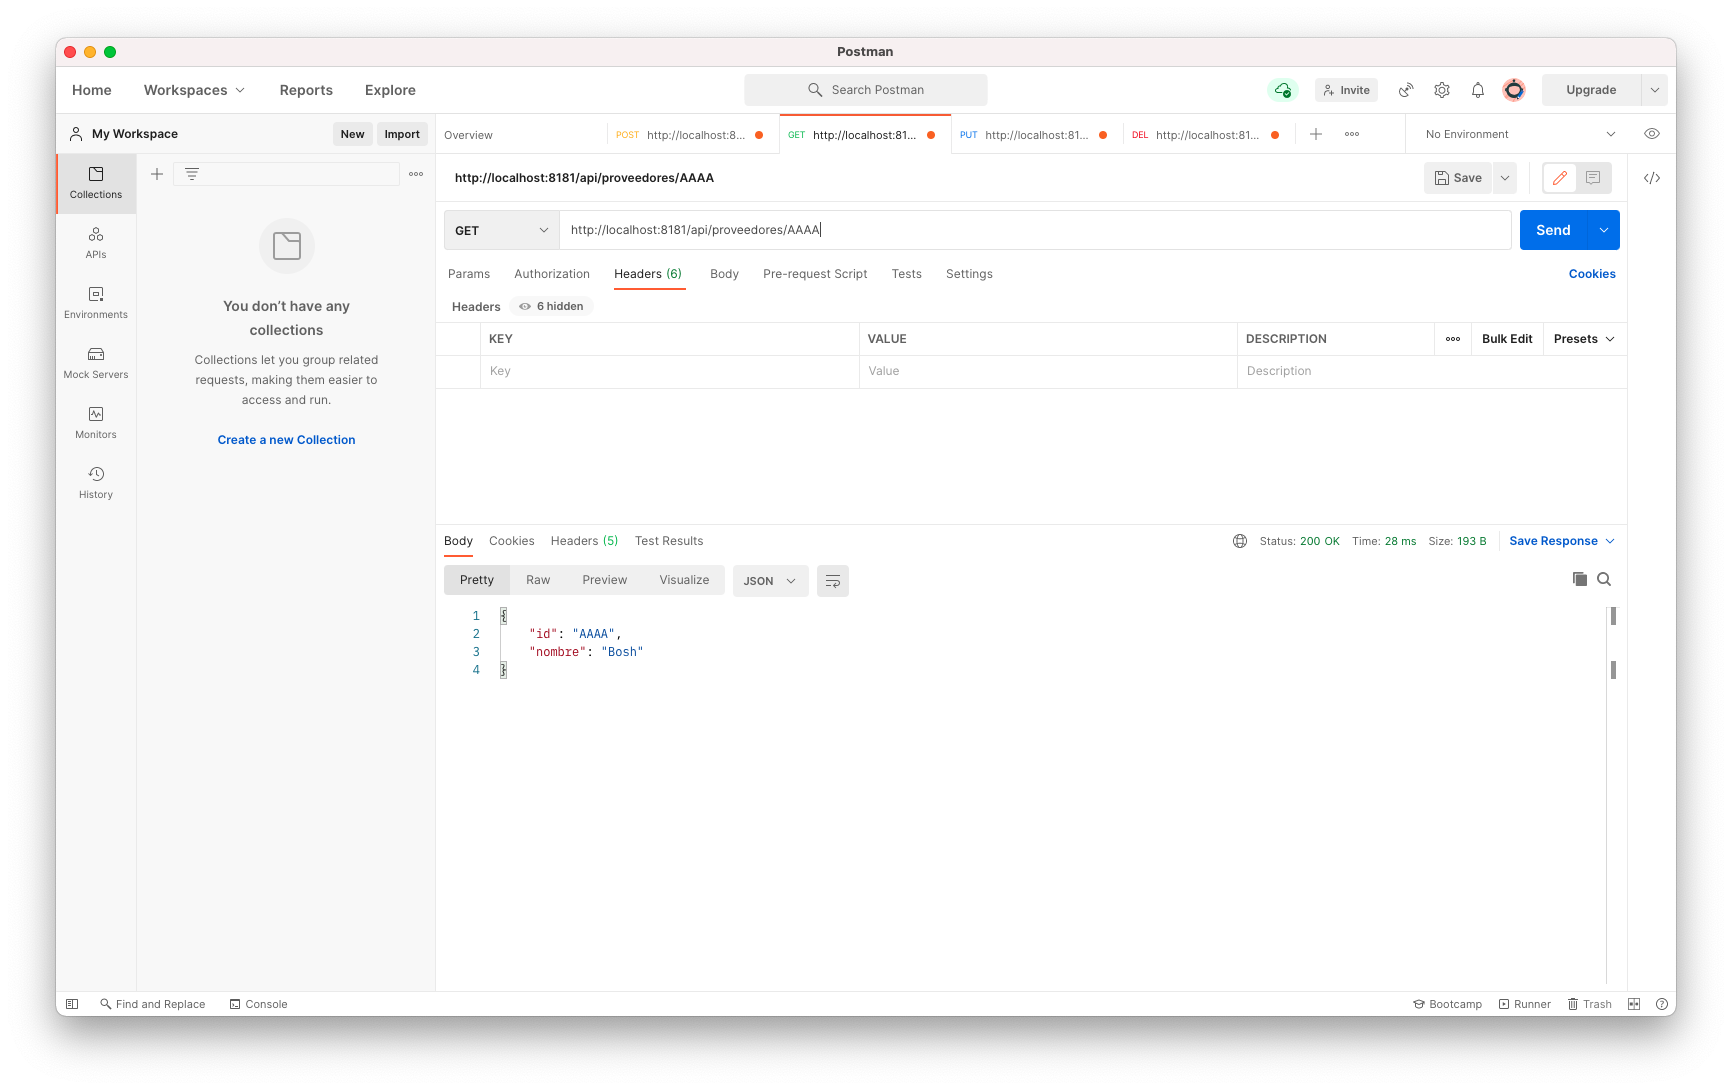 Postman
Home Workspaces Reports Explore Search Postman Invite Upgrade
My Workspace New Import
Overview POST http://localhost:8... GET http://localhost:81... PUT http://localhost:81... DEL http://localhost:81... No Environment
Collections
APIs
Environments
Mock Servers
Monitors
History
You don’t have any
collections
Collections let you group related
requests, making them easier to
access and run.
Create a new Collection
http://localhost:8181/api/proveedores/AAAA Save
GET http://localhost:8181/api/proveedores/AAAA Send
Params Authorization Headers (6) Body Pre-request Script Tests Settings Cookies
Headers 6 hidden
KEY VALUE DESCRIPTION Bulk Edit Presets
Key Value Description
Body Cookies Headers (5) Test Results Status: 200 OK Time: 28 ms Size: 193 B Save Response
Pretty Raw Preview Visualize JSON
1 {
2 "id": "AAAA",
3 "nombre": "Bosh"
4 }
Find and Replace Console Bootcamp Runner Trash